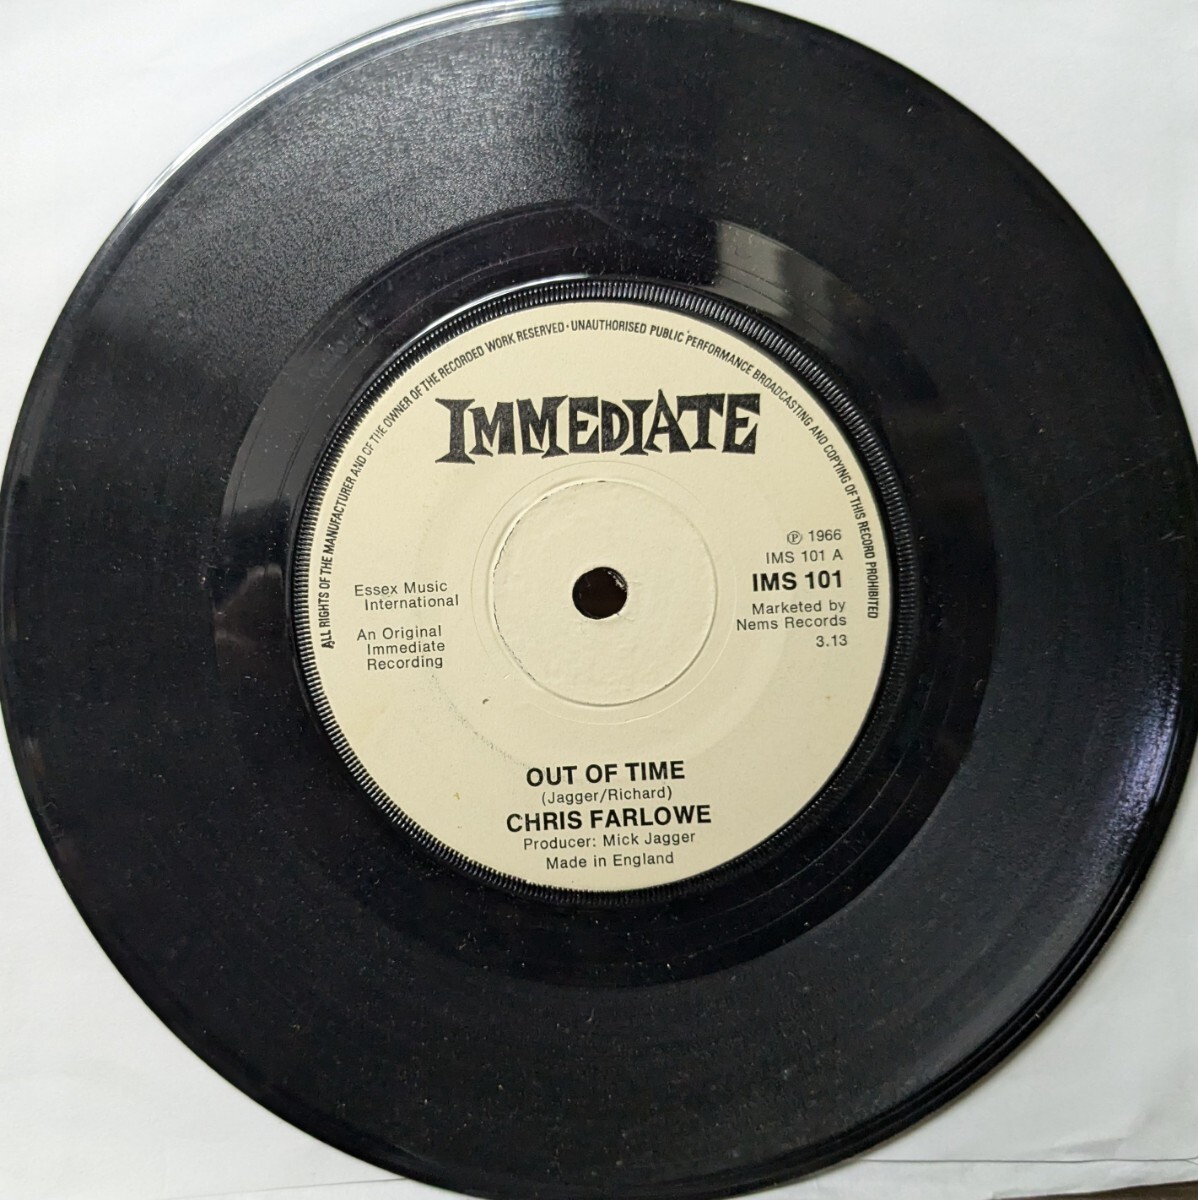 ALL RIGHTS OF THE MANUFACTURER AND OF THE OWNER OF THE RECORDED WORK RESERVED · UNAUTHORISED PUBLIC PERFORMANCE BROADCASTING AND COPYING OF THIS RECORD PROHIBITED
IMMEDIATE
Essex Music
International
An Original
Immediate
Recording
℗ 1966
IMS 101 A
IMS 101
Marketed by
Nems Records
3.13
OUT OF TIME
(Jagger/Richard)
CHRIS FARLOWE
Producer: Mick Jagger
Made in England